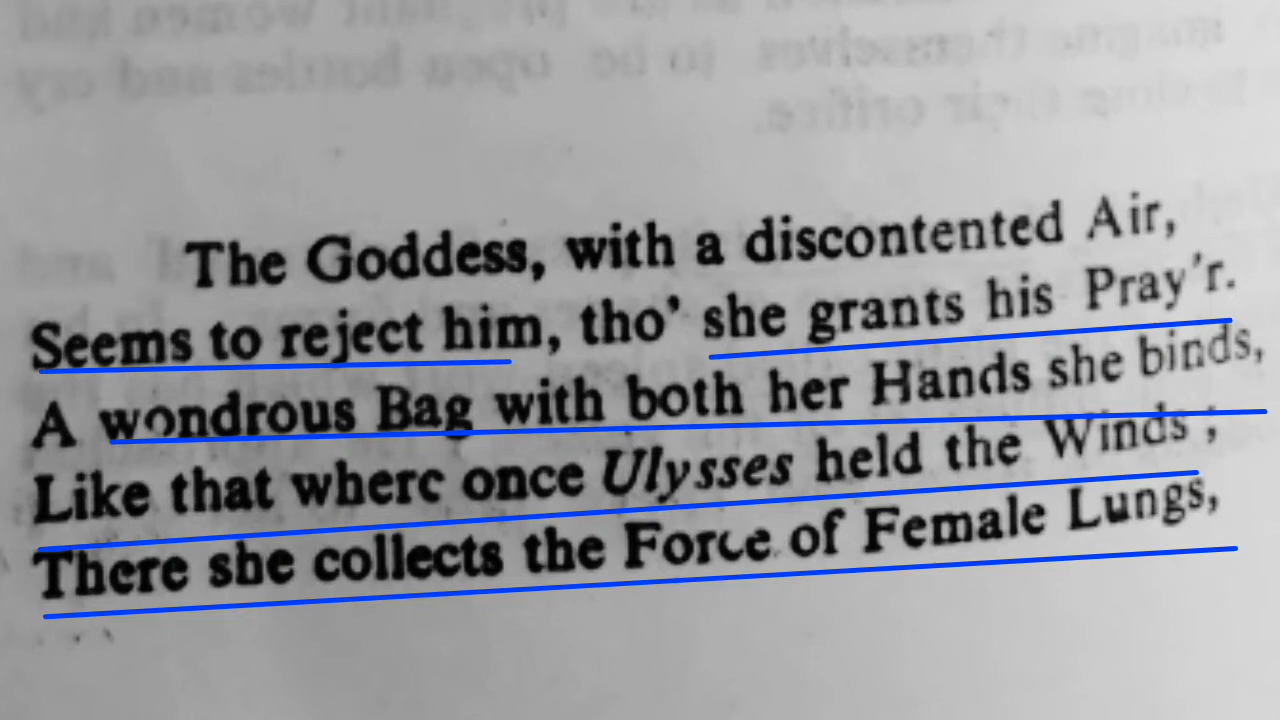 The Goddess, with a discontented Air,
Seems to reject him, tho' she grants his Pray'r.
A wondrous Bag with both her Hands she binds,
Like that where once Ulysses held the Winds ;
There she collects the Force of Female Lungs,